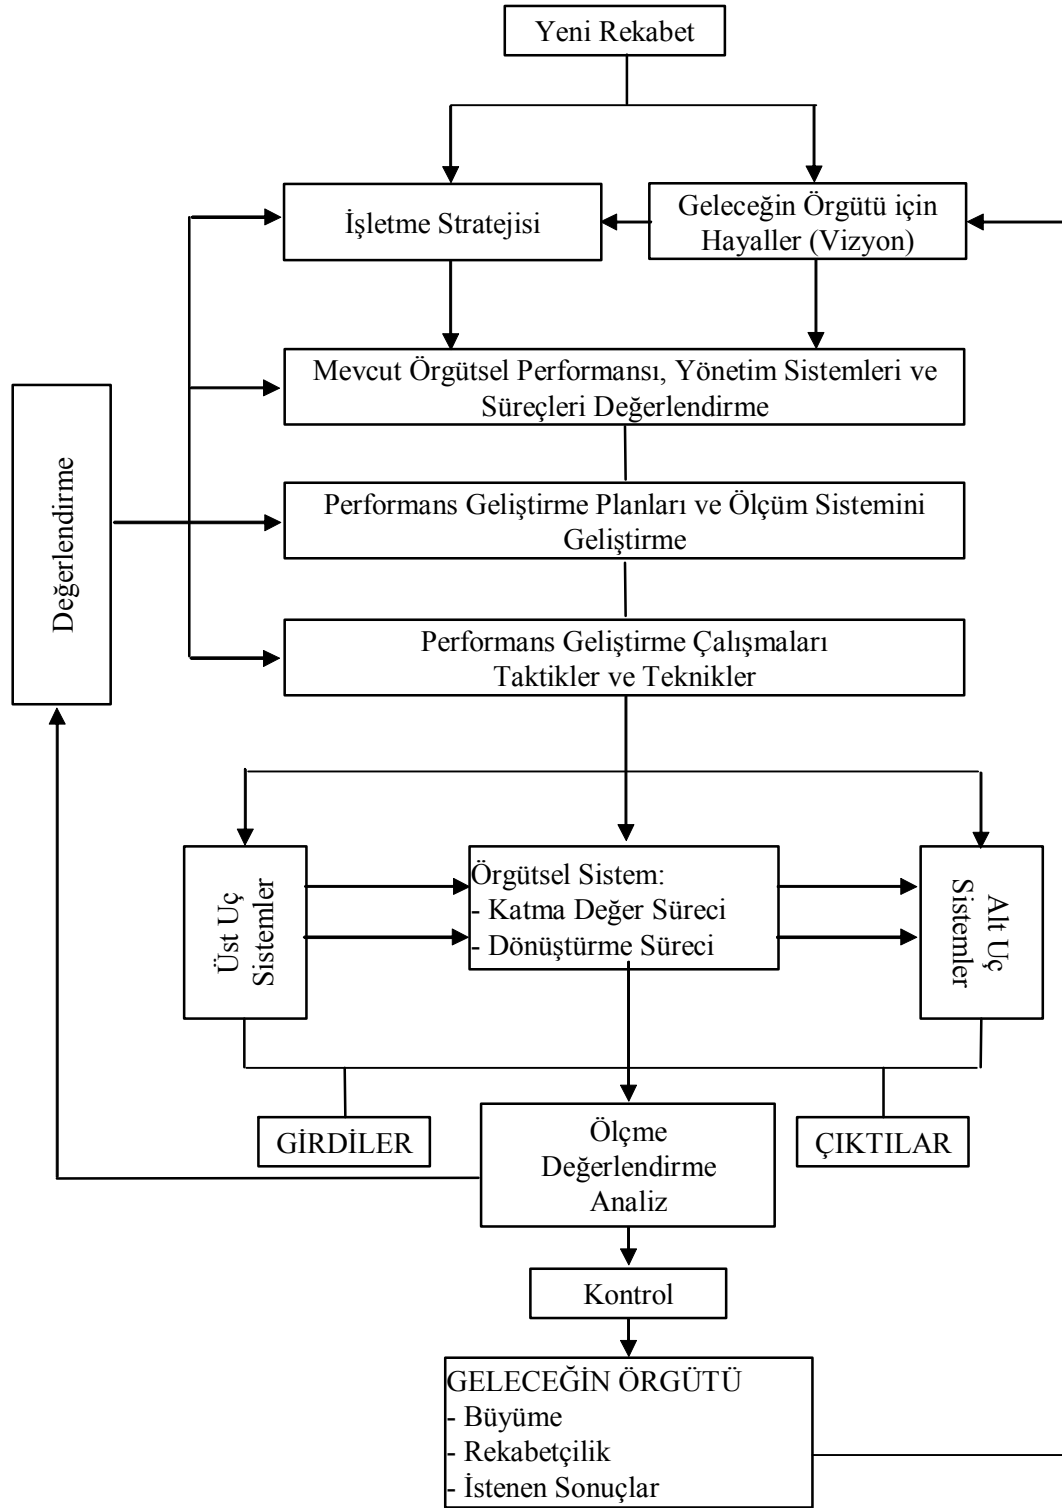 Yeni Rekabet
İşletme Stratejisi
Geleceğin Örgütü için
Hayaller (Vizyon)
Mevcut Örgütsel Performansı, Yönetim Sistemleri ve
Süreçleri Değerlendirme
Değerlendirme
Performans Geliştirme Planları ve Ölçüm Sistemini
Geliştirme
Performans Geliştirme Çalışmaları
Taktikler ve Teknikler
Üst Uç
Sistemler
Örgütsel Sistem:
- Katma Değer Süreci
- Dönüştürme Süreci
Alt Uç
Sistemler
GİRDİLER
Ölçme
Değerlendirme
Analiz
ÇIKTILAR
Kontrol
GELECEĞİN ÖRGÜTÜ
- Büyüme
- Rekabetçilik
- İstenen Sonuçlar